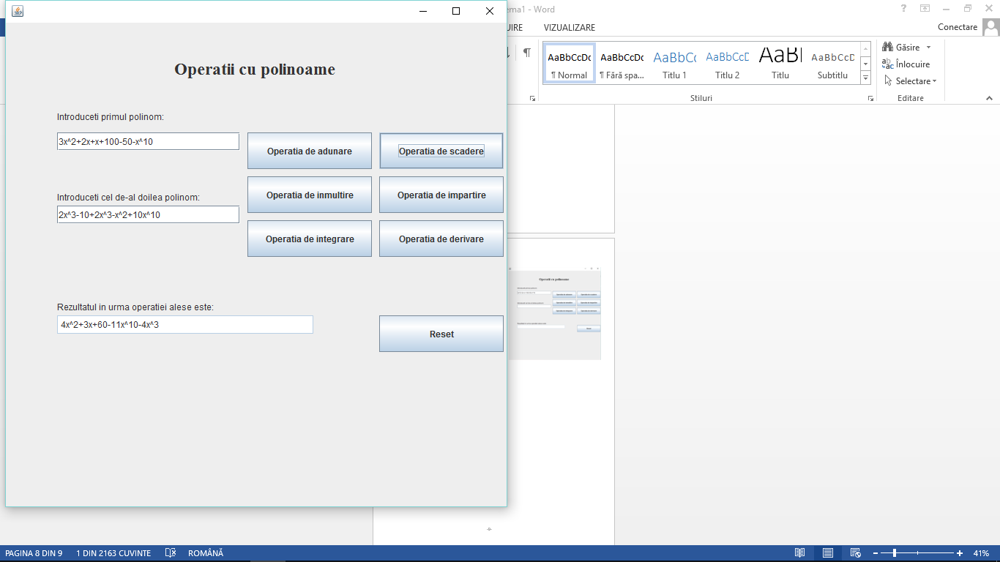 ema1 - Word
?
UIRE VIZUALIZARE
Conectare
¶
AaBbCcDc AaBbCcDc AaBbCc AaBbCcD AaBl AaBbCcD
¶ Normal ¶ Fără spa... Titlu 1 Titlu 2 Titlu Subtitlu
Stiluri
Găsire
Înlocuire
Selectare
Editare
Operatii cu polinoame
Introduceti primul polinom:
3x^2+2x+x+100-50-x^10
Operatia de adunare Operatia de scadere
Introduceti cel de-al doilea polinom:
2x^3-10+2x^3-x^2+10x^10
Operatia de inmultire Operatia de impartire
Operatia de integrare Operatia de derivare
Rezultatul in urma operatiei alese este:
4x^2+3x+60-11x^10-4x^3
Reset
Operatii cu polinoame
PAGINA 8 DIN 9 1 DIN 2163 CUVINTE ROMÂNĂ 41%